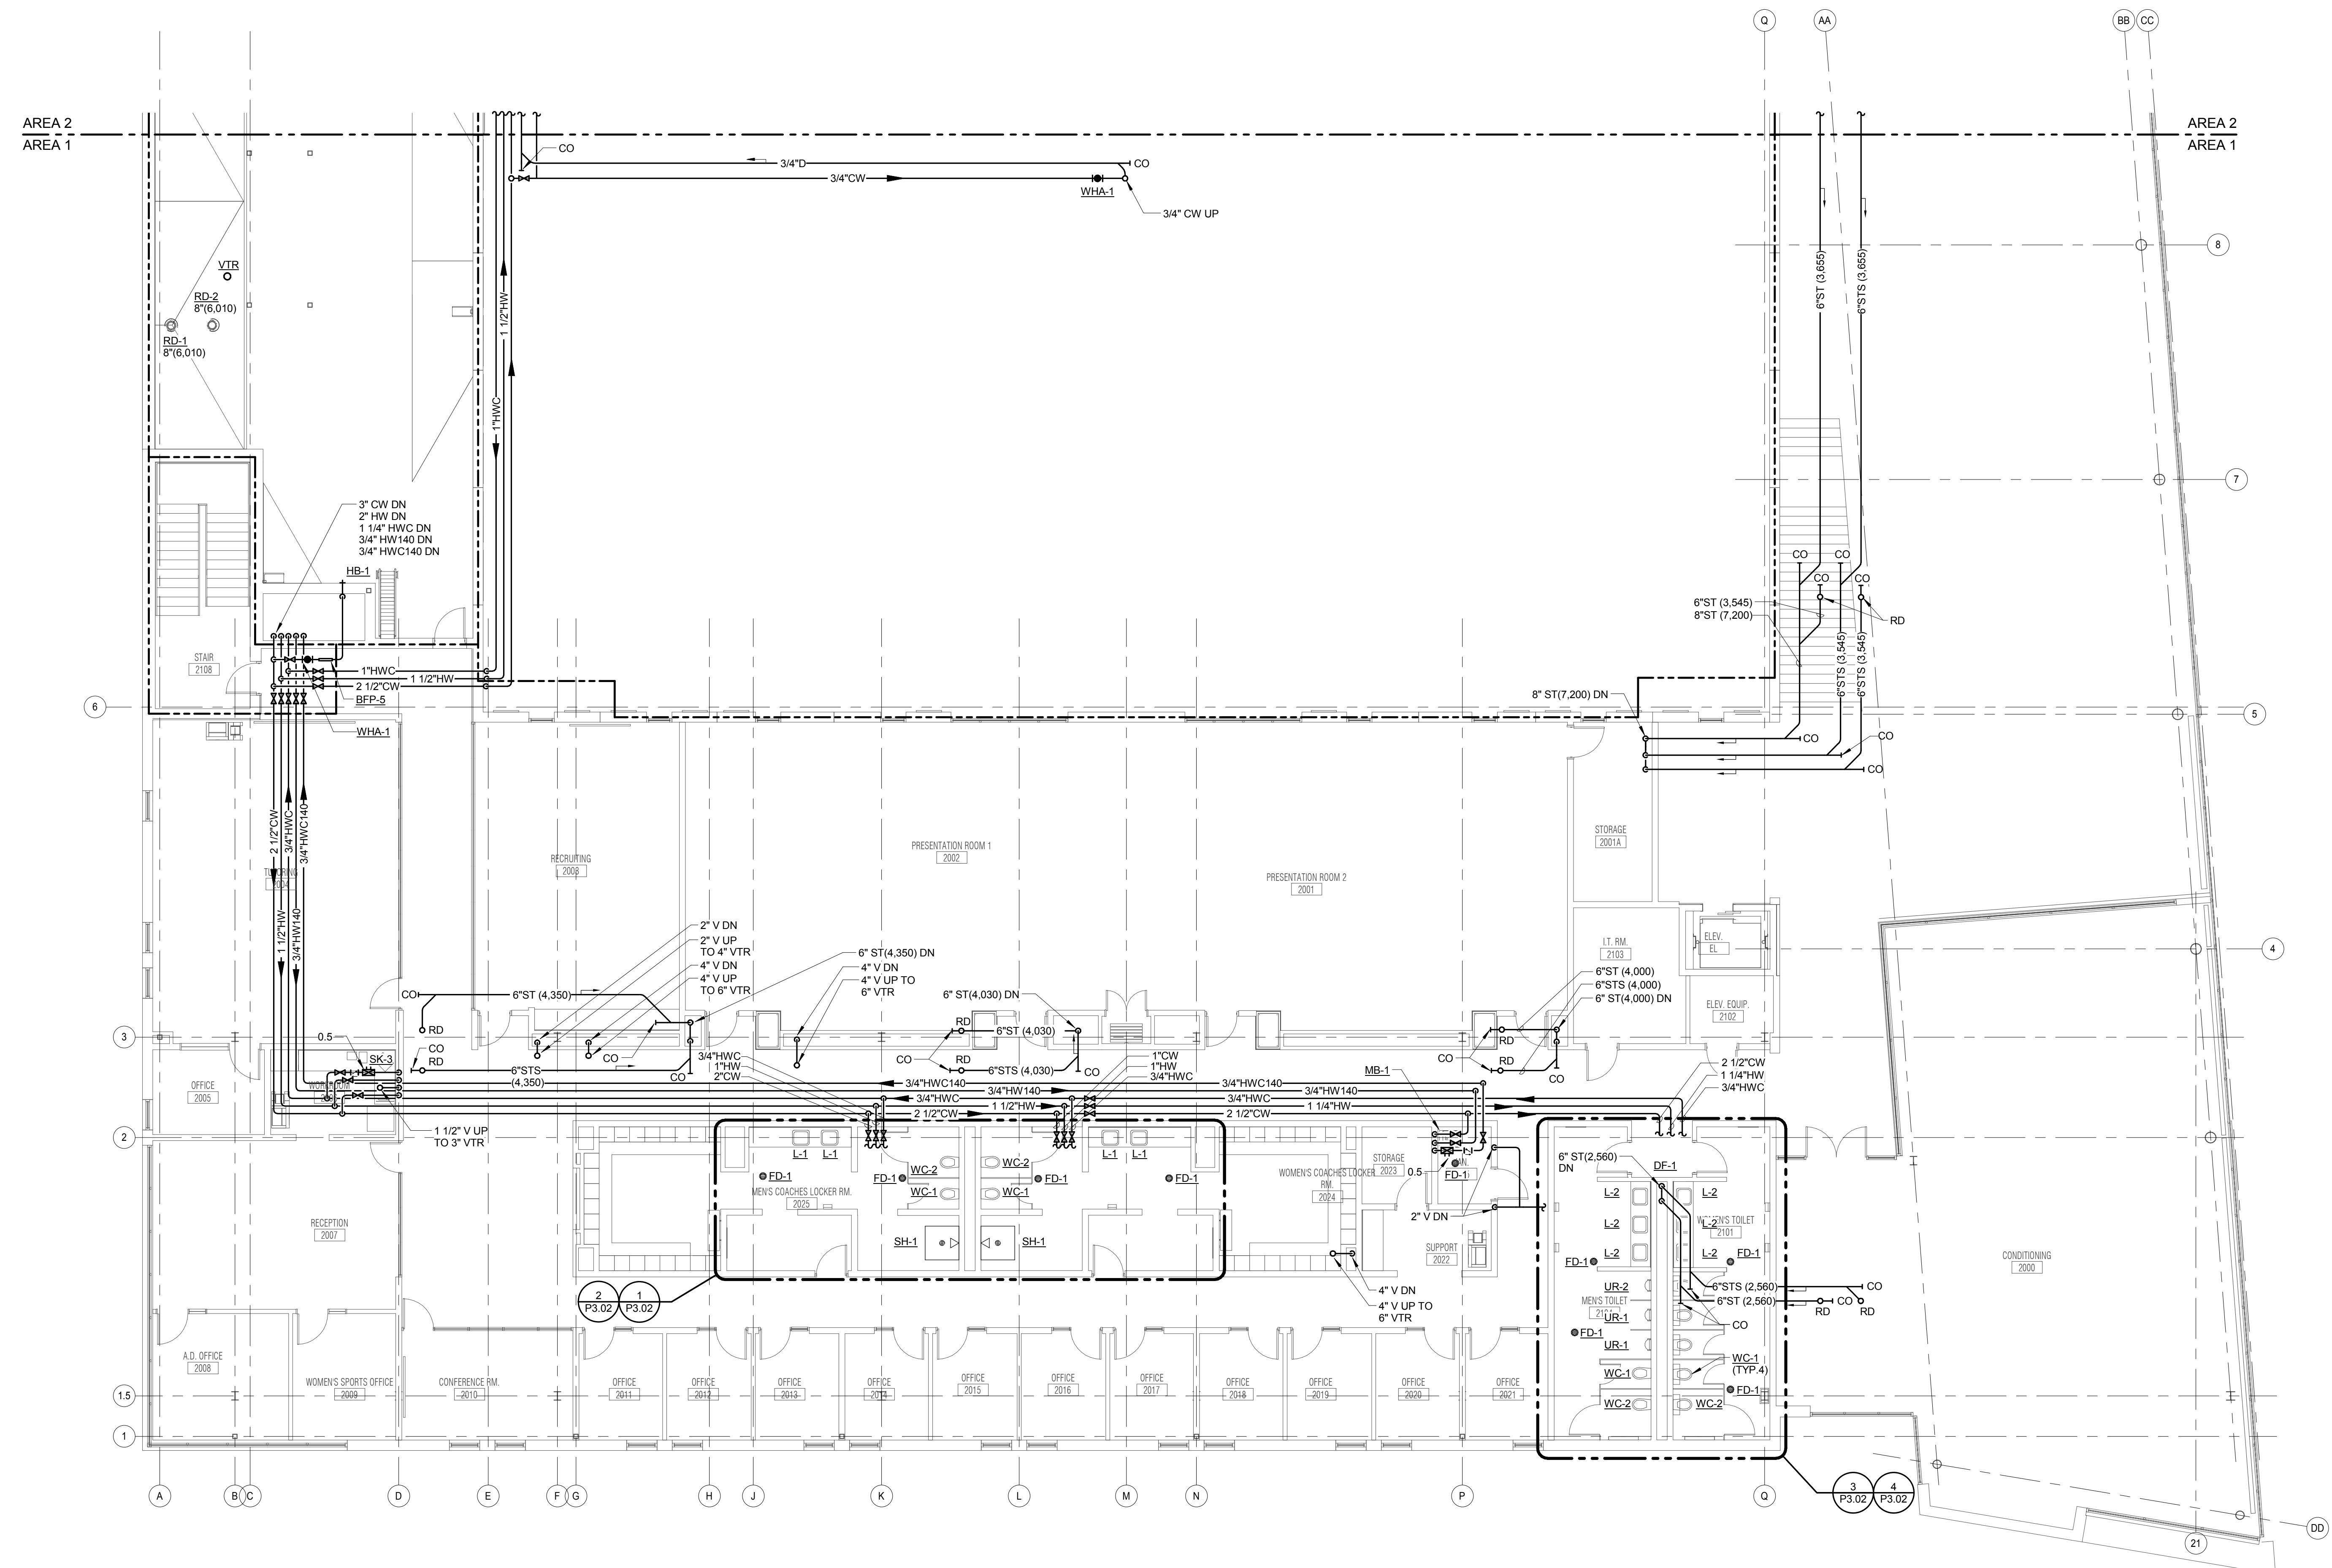 Q
AA
BB
CC
AREA 2
AREA 1
AREA 2
AREA 1
CO
3/4"D
CO
3/4"CW
WHA-1
3/4" CW UP
8
VTR
RD-2
8"(6,010)
RD-1
8"(6,010)
1 1/2"HW
1"HWC
6"ST (3,655)
6"STS (3,655)
7
3" CW DN
2" HW DN
1 1/4" HWC DN
3/4" HW140 DN
3/4" HWC140 DN
HB-1
CO
CO
CO
CO
6"ST (3,545)
8"ST (7,200)
RD
6"STS (3,545)
6"STS (3,545)
STAIR
2108
1"HWC
1 1/2"HW
2 1/2"CW
BFP-5
WHA-1
8" ST(7,200) DN
6
5
CO
CO
CO
2 1/2"CW
3/4"HWC
3/4"HWC140
1 1/2"HW
3/4"HW140
TUTORING
2004
RECRUITING
2003
PRESENTATION ROOM 1
2002
PRESENTATION ROOM 2
2001
STORAGE
2001A
I.T. RM.
2103
ELEV.
EL
4
2" V DN
2" V UP
TO 4" VTR
4" V DN
4" V UP
TO 6" VTR
6" ST(4,350) DN
4" V DN
4" V UP TO
6" VTR
6" ST(4,030) DN
6"ST (4,000)
6"STS (4,000)
6" ST(4,000) DN
ELEV. EQUIP.
2102
CO
6"ST (4,350)
RD
3
0.5
SK-3
CO
RD
CO
6"STS
(4,350)
CO
RD
6"ST (4,030)
CO
RD
6"STS (4,030)
CO
RD
CO
RD
CO
OFFICE
2005
WORKROOM
3/4"HWC
1"HW
2"CW
1"CW
1"HW
3/4"HWC
MB-1
2 1/2"CW
1 1/4"HW
3/4"HWC
3/4"HWC140
3/4"HWC140
3/4"HW140
3/4"HW140
3/4"HWC
3/4"HWC
1 1/2"HW
1 1/4"HW
2 1/2"CW
2 1/2"CW
1 1/2" V UP
TO 3" VTR
2
L-1
L-1
WC-2
WC-2
L-1
L-1
FD-1
FD-1
WC-1
WC-1
FD-1
FD-1
MEN'S COACHES LOCKER RM.
2025
SH-1
SH-1
WOMEN'S COACHES LOCKER
RM.
2024
STORAGE
2023
0.5
FD-1
2" V DN
SUPPORT
2022
6" ST(2,560)
DN
DF-1
L-2
L-2
L-2
L-2
L-2
L-2
WOMEN'S TOILET
2101
FD-1
FD-1
RECEPTION
2007
CONDITIONING
2000
2
P3.02
1
P3.02
4" V DN
4" V UP TO
6" VTR
UR-2
MEN'S TOILET
UR-1
UR-1
FD-1
6"STS (2,560)
CO
6"ST (2,560)
CO
RD
RD
CO
WC-1
(TYP.4)
WC-1
FD-1
WC-2
WC-2
A.D. OFFICE
2008
WOMEN'S SPORTS OFFICE
2009
CONFERENCE RM.
2010
OFFICE
2011
OFFICE
2012
OFFICE
2013
OFFICE
2014
OFFICE
2015
OFFICE
2016
OFFICE
2017
OFFICE
2018
OFFICE
2019
OFFICE
2020
OFFICE
2021
1.5
1
A
B
C
D
E
F
G
H
J
K
L
M
N
P
Q
3
P3.02
4
P3.02
DD
21